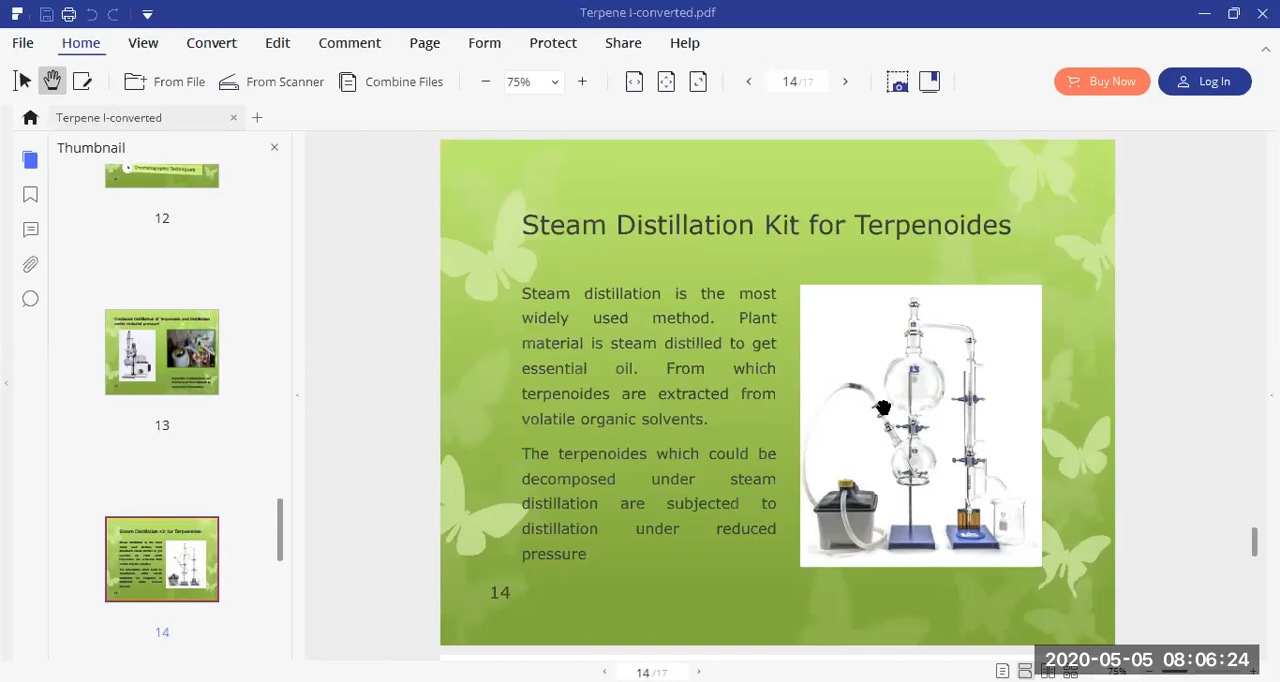 Terpene I-converted.pdf
File Home View Convert Edit Comment Page Form Protect Share Help
From File From Scanner Combine Files 75% 14/17 Buy Now Log In
Terpene I-converted
Thumbnail
Chromatographic Techniques
12
13
14
Steam Distillation Kit for Terpenoides
Steam distillation is the most
widely used method. Plant
material is steam distilled to get
essential oil. From which
terpenoides are extracted from
volatile organic solvents.
The terpenoides which could be
decomposed under steam
distillation are subjected to
distillation under reduced
pressure
14
14/17
75%
2020-05-05 08:06:24